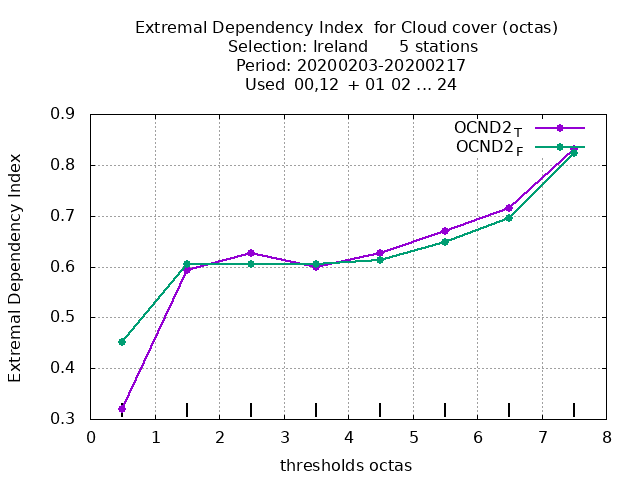 Extremal Dependency Index  for Cloud cover (octas)
Selection: Ireland      5 stations
Period: 20200203-20200217
Used  00,12  + 01 02 ... 24
OCND2T
OCND2F
Extremal Dependency Index
0.9
0.8
0.7
0.6
0.5
0.4
0.3
0 1 2 3 4 5 6 7 8
thresholds octas